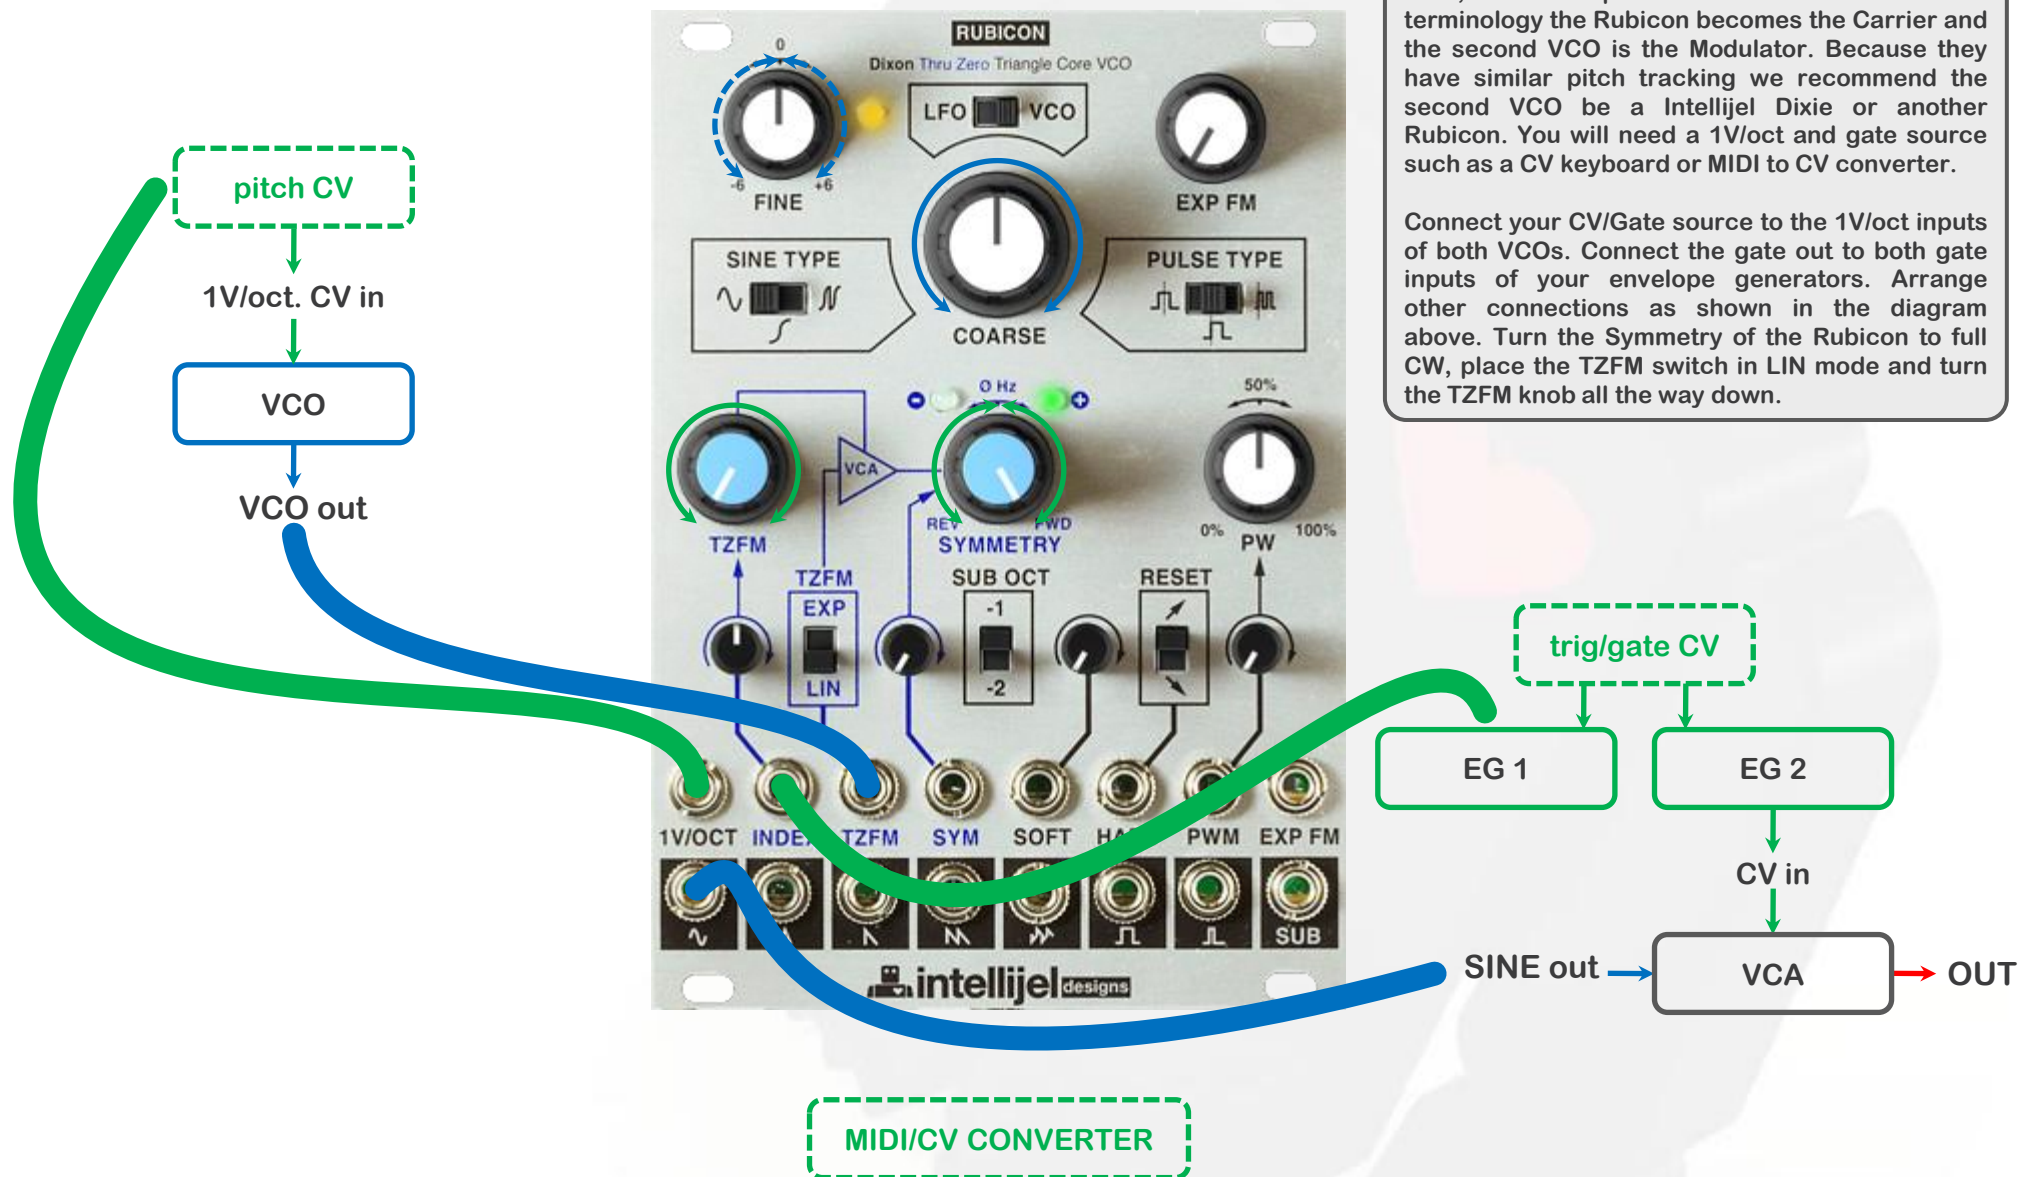 terminology the Rubicon becomes the Carrier and
the second VCO is the Modulator. Because they
have similar pitch tracking we recommend the
second VCO be a Intellijel Dixie or another
Rubicon. You will need a 1V/oct and gate source
such as a CV keyboard or MIDI to CV converter.
Connect your CV/Gate source to the 1V/oct inputs
of both VCOs. Connect the gate out to both gate
inputs of your envelope generators. Arrange
other connections as shown in the diagram
above. Turn the Symmetry of the Rubicon to full
CW, place the TZFM switch in LIN mode and turn
the TZFM knob all the way down.
pitch CV
1V/oct. CV in
VCO
VCO out
RUBICON
Dixon Thru Zero Triangle Core VCO
0
LFO VCO
-6 +6
FINE
EXP FM
SINE TYPE
PULSE TYPE
COARSE
Ø Hz
50%
VCA
REV FWD
0% 100%
TZFM
SYMMETRY
PW
TZFM
SUB OCT
RESET
EXP
-1
LIN
-2
1V/OCT INDEX TZFM SYM SOFT PWM EXP FM
SUB
intellijel designs
trig/gate CV
EG 1
EG 2
CV in
SINE out
VCA
OUT
MIDI/CV CONVERTER